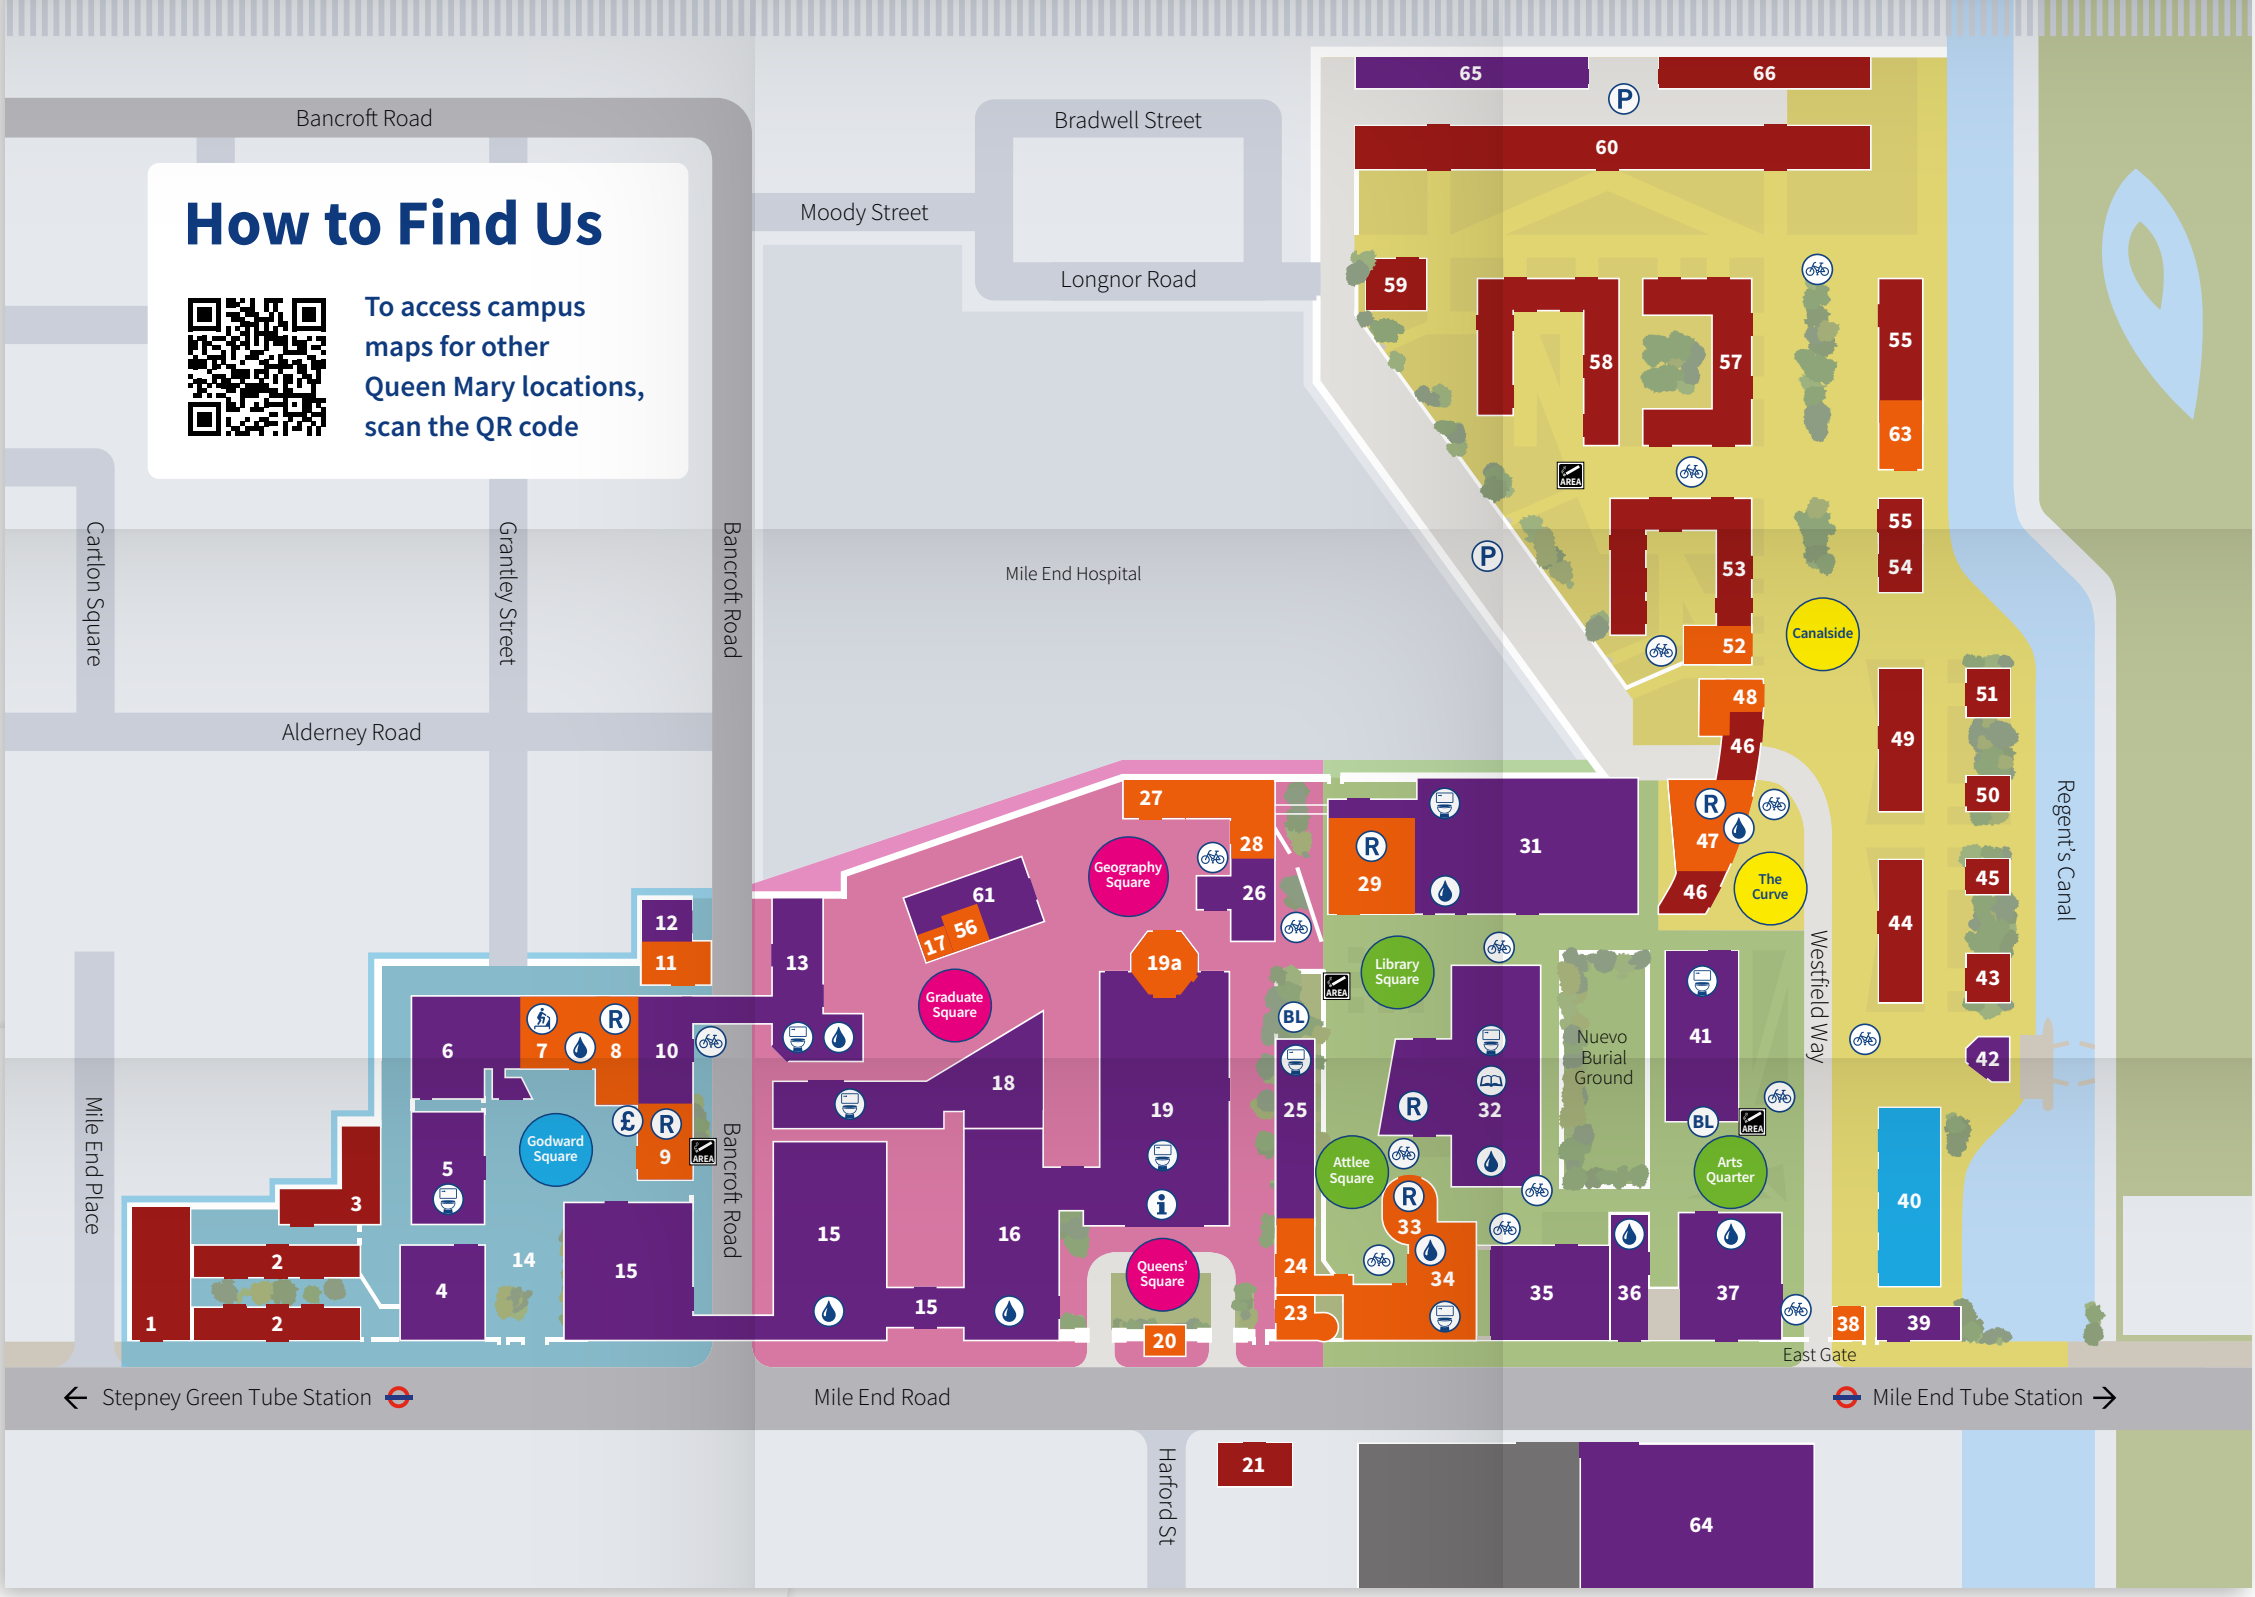 65
66
P
Bancroft Road
Bradwell Street
60
How to Find Us
Moody Street
To access campus
maps for other
Queen Mary locations,
scan the QR code
Longnor Road
59
58
57
55
63
AREA
Cartlon Square
Grantley Street
Bancroft Road
Mile End Hospital
P
55
54
53
52
Canalside
Alderney Road
48
46
49
51
50
Regent's Canal
27
28
Geography
Square
26
R
29
31
R
47
46
The
Curve
45
44
43
12
11
13
61
56
17
19a
Graduate
Square
Library
Square
AREA
BL
Nuevo
Burial
Ground
41
Westfield Way
42
6
7
R
8
10
18
19
25
R
32
BL
AREA
Mile End Place
£
R
9
AREA
Godward
Square
5
Bancroft Road
Attlee
Square
Arts
Quarter
3
R
33
40
2
14
15
15
16
i
Queens'
Square
24
34
35
36
37
4
1
2
15
23
20
38
39
East Gate
← Stepney Green Tube Station
Mile End Road
Mile End Tube Station →
Harford St
21
64